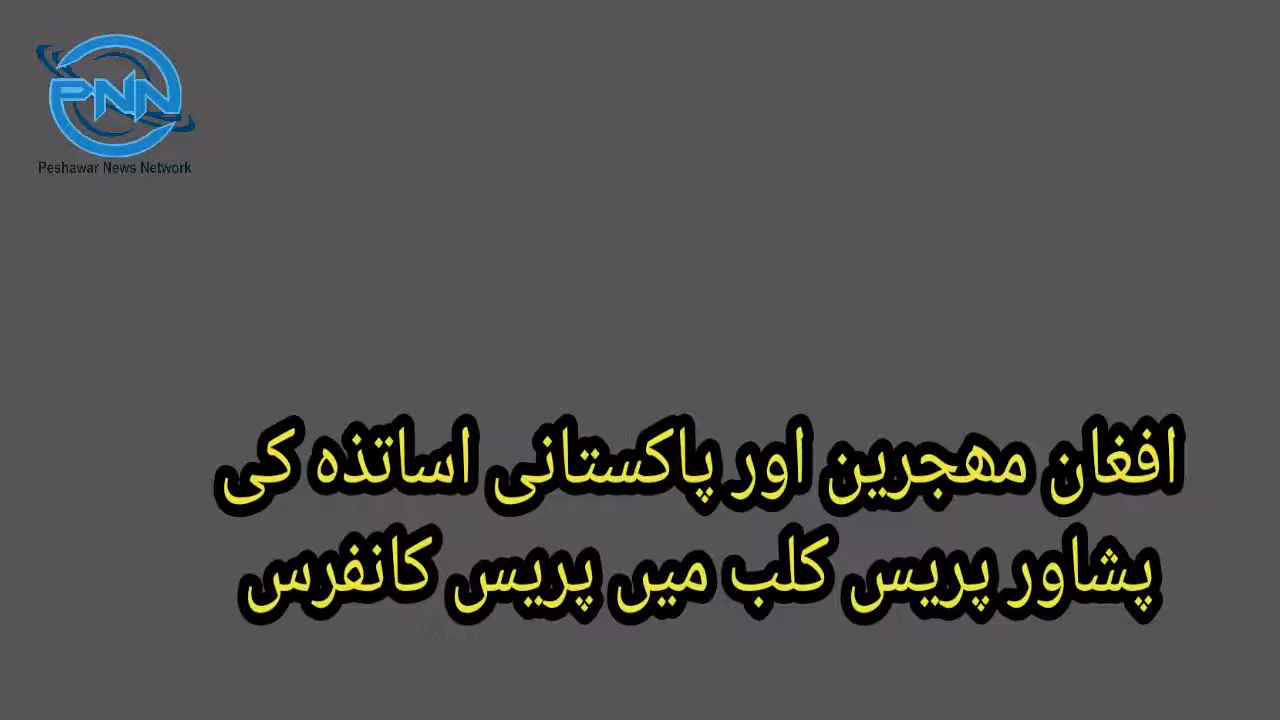 PNN
Peshawar News Network
افغان مھجرین اور پاکستانی اساتذہ کی
پشاور پریس کلب میں پریس کانفرس